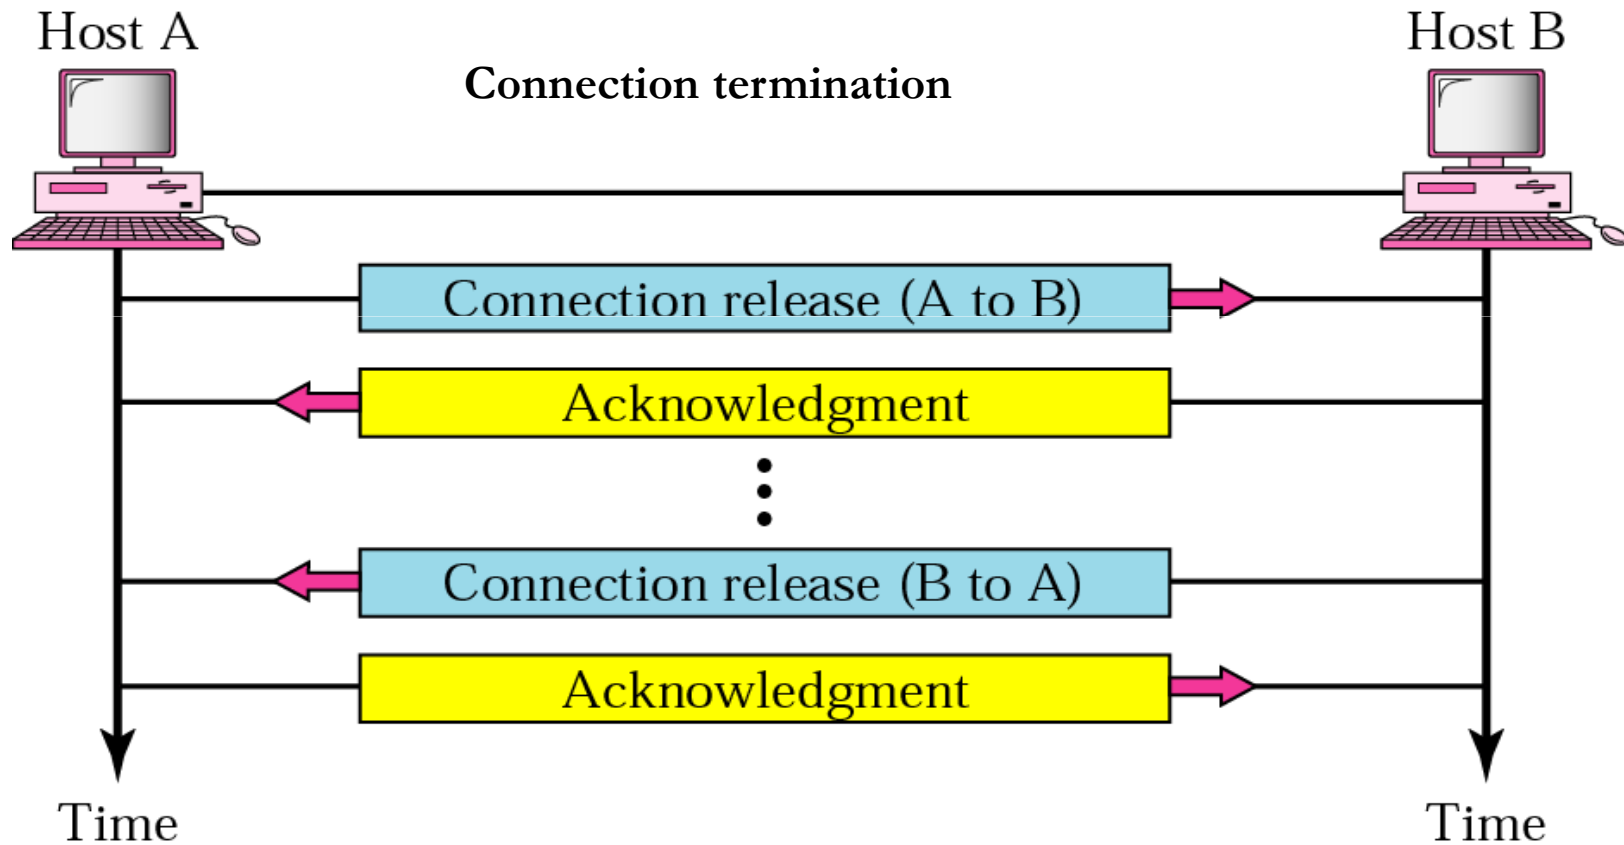 Host A
Host B
Connection termination
Connection release (A to B)
Acknowledgment
Connection release (B to A)
Acknowledgment
Time
Time